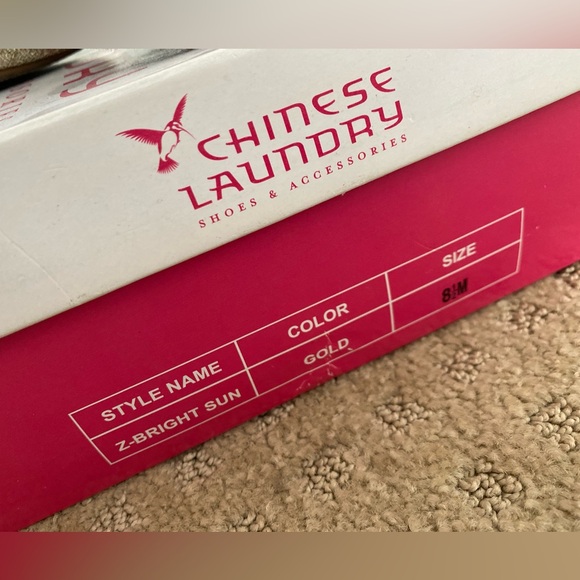 CHINESE
LAUNDRY
SHOES & ACCESSORIES
STYLE NAME COLOR SIZE
Z-BRIGHT SUN GOLD 8½M